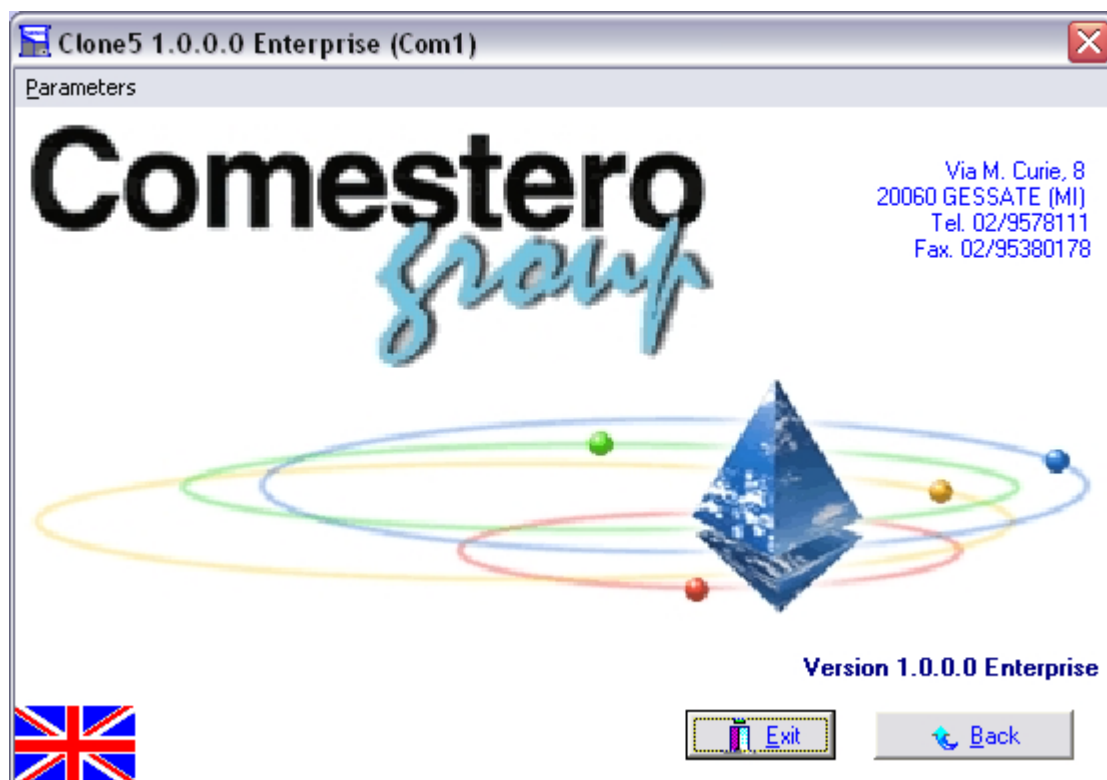 Clone5 1.0.0.0 Enterprise (Com1)
Parameters
Comestero
group
Via M. Curie, 8
20060 GESSATE (MI)
Tel. 02/9578111
Fax. 02/95380178
Version 1.0.0.0 Enterprise
Exit
Back